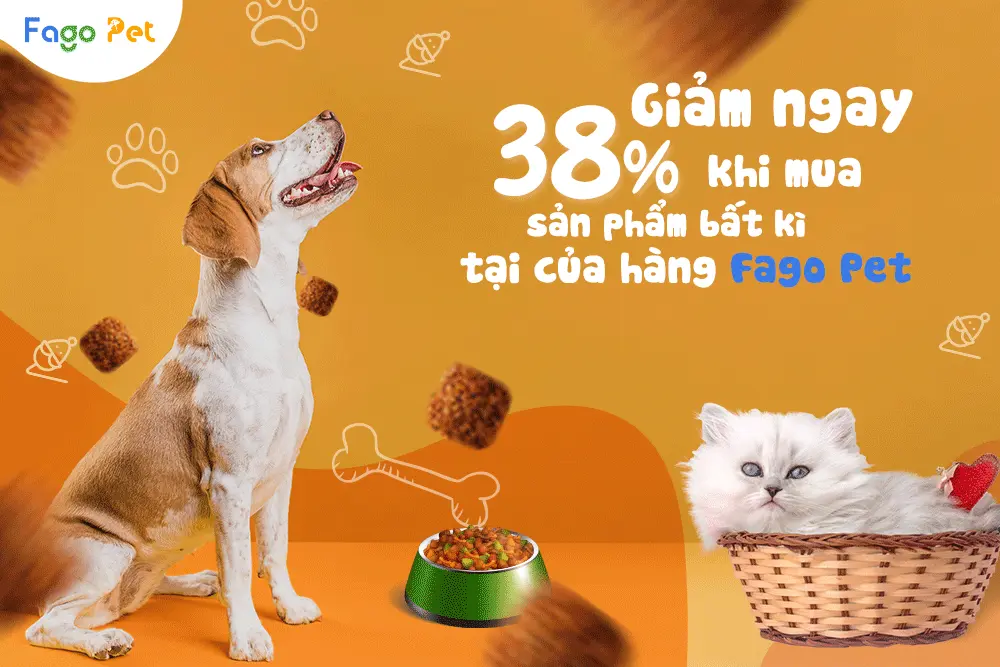 Fago Pet
Giảm ngay
38% khi mua
sản phẩm bất kì
tại của hàng Fago Pet